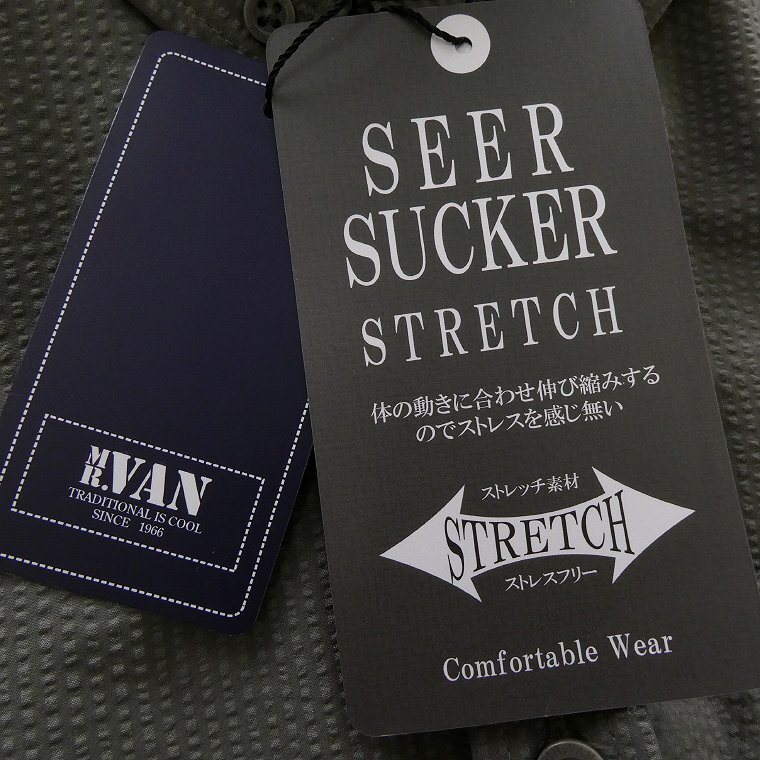 SEER
SUCKER
STRETCH
体の動きに合わせ伸び縮みする
のでストレスを感じ無い
ストレッチ素材
STRETCH
ストレスフリー
Comfortable Wear
MR.VAN
TRADITIONAL IS COOL
SINCE 1966